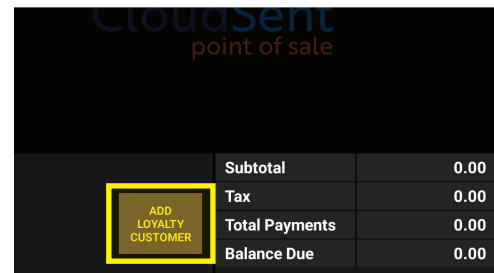 CloudSent
point of sale
Subtotal 0.00
Tax 0.00
ADD
LOYALTY
CUSTOMER
Total Payments 0.00
Balance Due 0.00